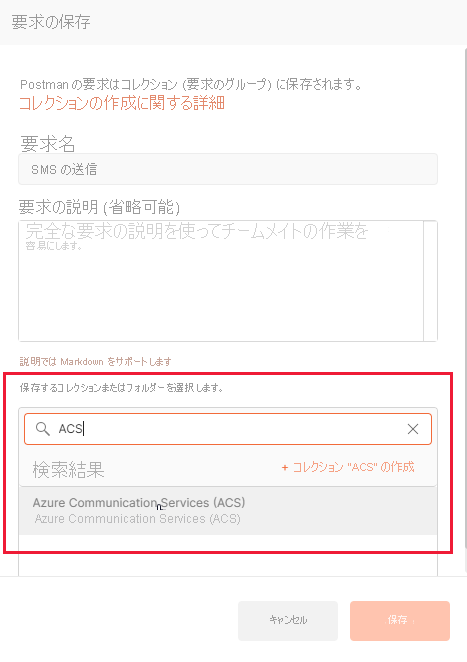 要求の保存
Postman の要求はコレクション (要求のグループ) に保存されます。
コレクションの作成に関する詳細
要求名
SMS の送信
要求の説明 (省略可能)
完全な要求の説明を使ってチームメイトの作業を
容易にします。
説明では Markdown をサポートします
保存するコレクションまたはフォルダーを選択します。
ACS
検索結果
+ コレクション "ACS" の作成
Azure Communication Services (ACS)
Azure Communication Services (ACS)
キャンセル
保存